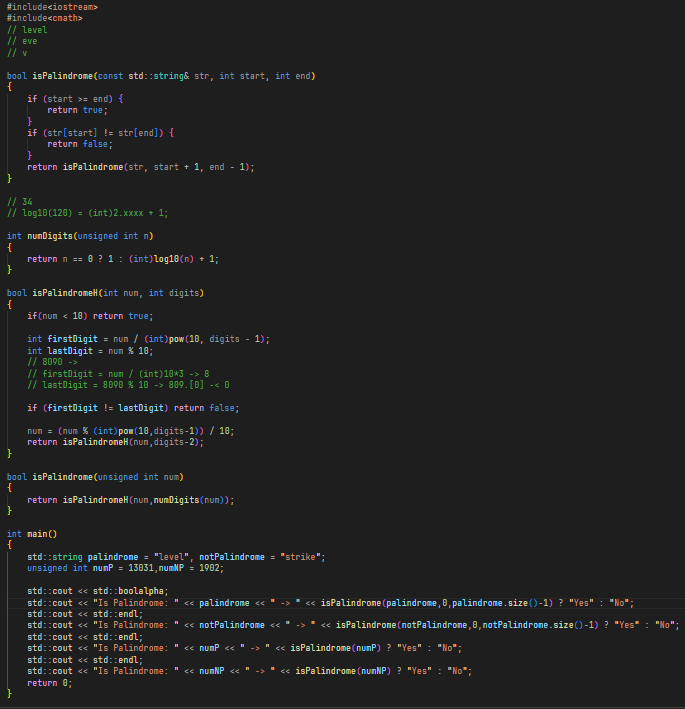 #include<iostream>
#include<cmath>
// level
// eve
// v
bool isPalindrome(const std::string& str, int start, int end)
{
if (start >= end) {
return true;
}
if (str[start] != str[end]) {
return false;
}
return isPalindrome(str, start + 1, end - 1);
}
// 34
// log10(120) = (int)2.xxxx + 1;
int numDigits(unsigned int n)
{
return n == 0 ? 1 : (int)log10(n) + 1;
}
bool isPalindromeH(int num, int digits)
{
if(num < 10) return true;
int firstDigit = num / (int)pow(10, digits - 1);
int lastDigit = num % 10;
// 8090 ->
// firstDigit = num / (int)10*3 -> 8
// lastDigit = 8090 % 10 -> 809.[0] -< 0
if (firstDigit != lastDigit) return false;
num = (num % (int)pow(10,digits-1)) / 10;
return isPalindromeH(num,digits-2);
}
bool isPalindrome(unsigned int num)
{
return isPalindromeH(num,numDigits(num));
}
int main()
{
std::string palindrome = "level", notPalindrome = "strike";
unsigned int numP = 13031,numNP = 1902;
std::cout << std::boolalpha;
std::cout << "Is Palindrome: " << palindrome << " -> " << isPalindrome(palindrome,0,palindrome.size()-1) ? "Yes" : "No";
std::cout << std::endl;
std::cout << "Is Palindrome: " << notPalindrome << " -> " << isPalindrome(notPalindrome,0,notPalindrome.size()-1) ? "Yes" : "No";
std::cout << std::endl;
std::cout << "Is Palindrome: " << numP << " -> " << isPalindrome(numP) ? "Yes" : "No";
std::cout << std::endl;
std::cout << "Is Palindrome: " << numNP << " -> " << isPalindrome(numNP) ? "Yes" : "No";
return 0;
}